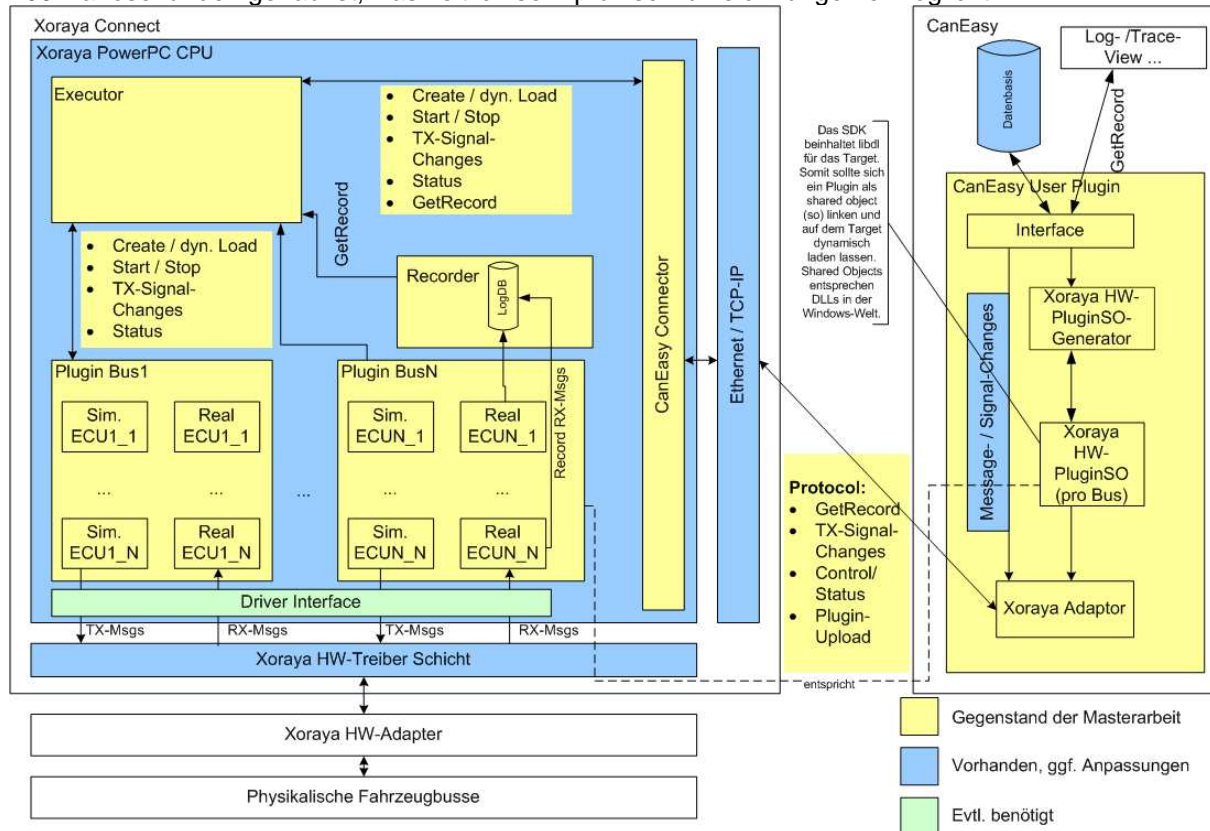 Xoraya Connect
Xoraya PowerPC CPU
Executor
• Create / dyn. Load
• Start / Stop
• TX-Signal-
Changes
• Status
• GetRecord
GetRecord
• Create / dyn. Load
• Start / Stop
• TX-Signal-
Changes
• Status
Recorder
LogDB
Record RX-Msgs
Plugin Bus1
Sim.
ECU1_1
Real
ECU1_1
...
...
Sim.
ECU1_N
Real
ECU1_N
...
Plugin BusN
Sim.
ECUN_1
Real
ECUN_1
...
...
Sim.
ECUN_N
Real
ECUN_N
Driver Interface
TX-Msgs
RX-Msgs
TX-Msgs
RX-Msgs
Xoraya HW-Treiber Schicht
Xoraya HW-Adapter
Physikalische Fahrzeugbusse
CanEasy Connector
Ethernet / TCP-IP
Das SDK
beinhaltet libdl
für das Target.
Somit sollte sich
ein Plugin als
shared object
(so) linken und
auf dem Target
dynamisch
laden lassen.
Shared Objects
entsprechen
DLLs in der
Windows-Welt.
Protocol:
• GetRecord
• TX-Signal-
Changes
• Control/
Status
• Plugin-
Upload
entspricht
CanEasy
Datenbasis
Log- /Trace-
View ...
GetRecord
CanEasy User Plugin
Interface
Message- / Signal-Changes
Xoraya HW-
PluginSO-
Generator
Xoraya
HW-
PluginSO
(pro Bus)
Xoraya Adaptor
Gegenstand der Masterarbeit
Vorhanden, ggf. Anpassungen
Evtl. benötigt